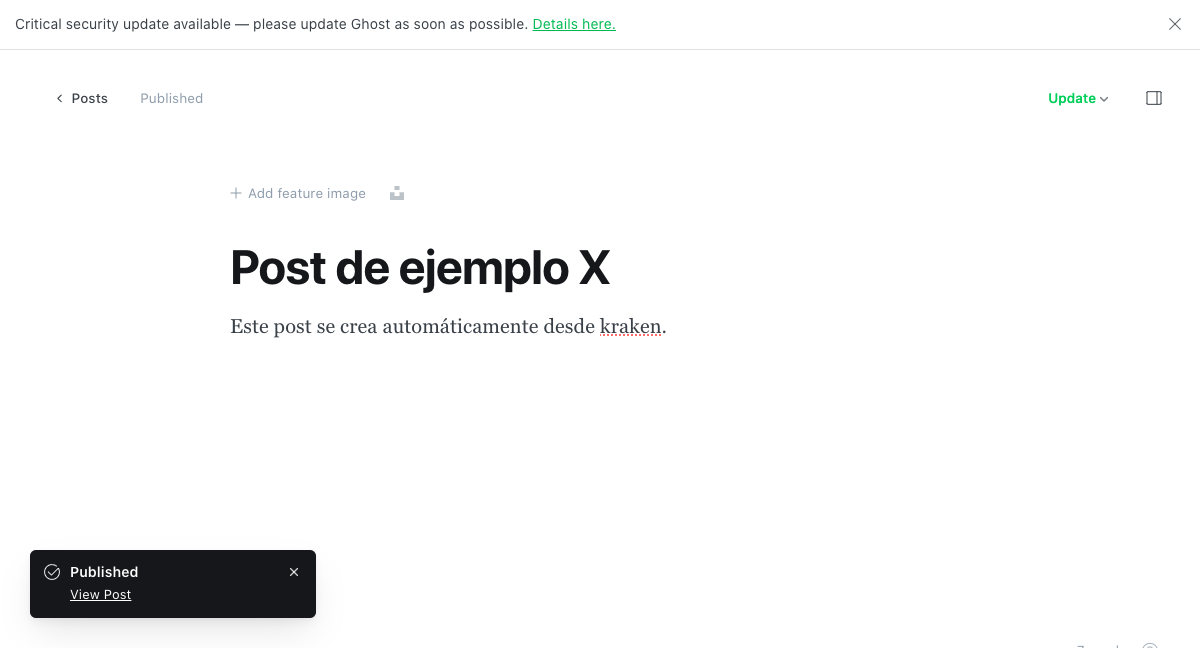 Critical security update available — please update Ghost as soon as possible. Details here.
Posts
Published
Update
Add feature image
Post de ejemplo X
Este post se crea automáticamente desde kraken.
Published
View Post